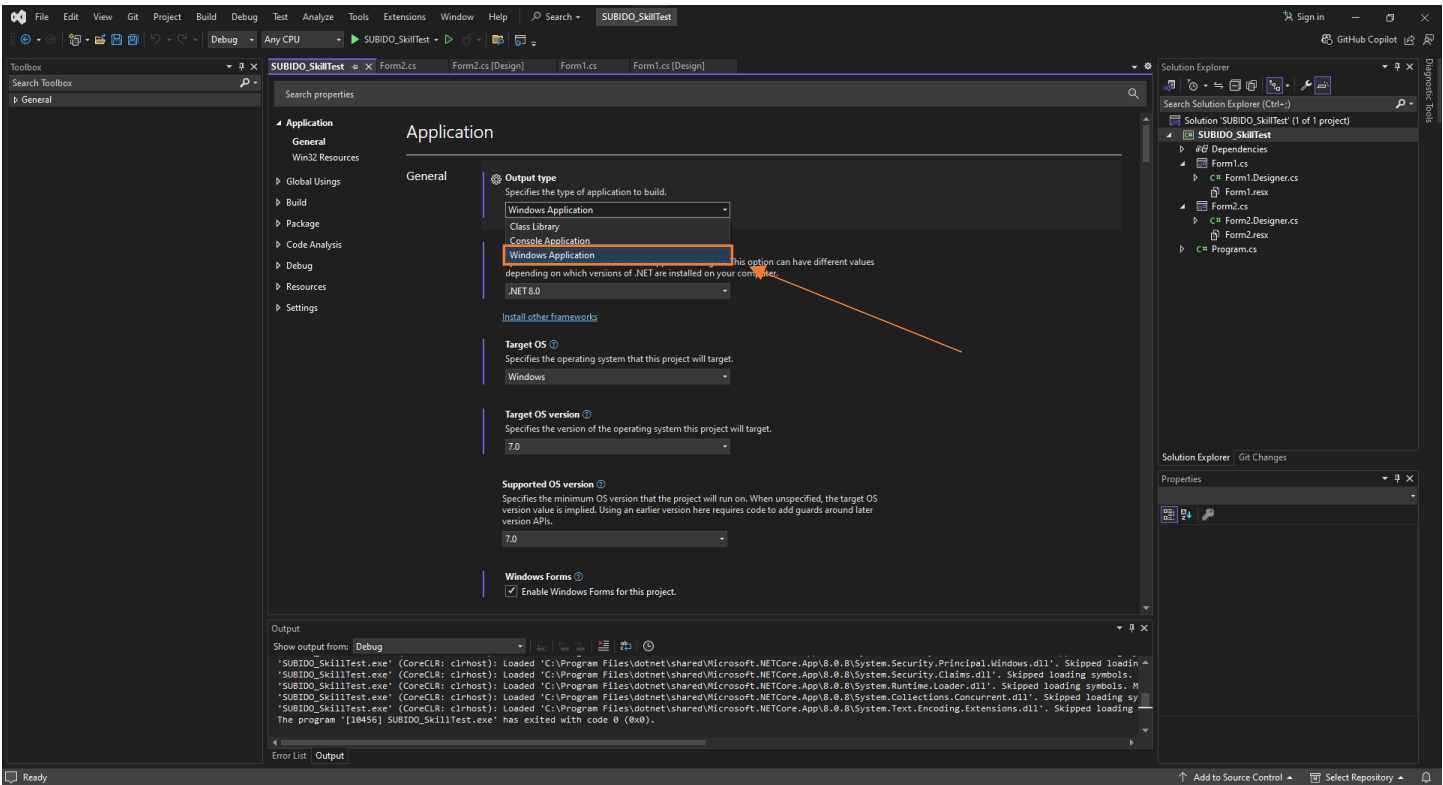 File Edit View Git Project Build Debug Test Analyze Tools Extensions Window Help Search SUBIDO_SkillTest Sign in
Debug Any CPU SUBIDO_SkillTest GitHub Copilot
Toolbox
Search Toolbox
General
SUBIDO_SkillTest Form2.cs Form2.cs [Design] Form1.cs Form1.cs [Design]
Search properties
Application
General
Win32 Resources
Global Usings
Build
Package
Code Analysis
Debug
Resources
Settings
Application
General
Output type
Specifies the type of application to build.
Windows Application
Class Library
Console Application
Windows Application
This option can have different values
depending on which versions of .NET are installed on your computer.
.NET 8.0
Install other frameworks
Target OS
Specifies the operating system that this project will target.
Windows
Target OS version
Specifies the version of the operating system this project will target.
7.0
Supported OS version
Specifies the minimum OS version that the project will run on. When unspecified, the target OS
version value is implied. Using an earlier version here requires code to add guards around later
version APIs.
7.0
Windows Forms
Enable Windows Forms for this project.
Output
Show output from: Debug
'SUBIDO_SkillTest.exe' (CoreCLR: clrhost): Loaded 'C:\Program Files\dotnet\shared\Microsoft.NETCore.App\8.0.8\System.Security.Principal.Windows.dll'. Skipped loadin
'SUBIDO_SkillTest.exe' (CoreCLR: clrhost): Loaded 'C:\Program Files\dotnet\shared\Microsoft.NETCore.App\8.0.8\System.Security.Claims.dll'. Skipped loading symbols.
'SUBIDO_SkillTest.exe' (CoreCLR: clrhost): Loaded 'C:\Program Files\dotnet\shared\Microsoft.NETCore.App\8.0.8\System.Runtime.Loader.dll'. Skipped loading symbols. M
'SUBIDO_SkillTest.exe' (CoreCLR: clrhost): Loaded 'C:\Program Files\dotnet\shared\Microsoft.NETCore.App\8.0.8\System.Collections.Concurrent.dll'. Skipped loading sy
'SUBIDO_SkillTest.exe' (CoreCLR: clrhost): Loaded 'C:\Program Files\dotnet\shared\Microsoft.NETCore.App\8.0.8\System.Text.Encoding.Extensions.dll'. Skipped loading
The program '[10456] SUBIDO_SkillTest.exe' has exited with code 0 (0x0).
Error List Output
Solution Explorer
Search Solution Explorer (Ctrl+;)
Solution 'SUBIDO_SkillTest' (1 of 1 project)
SUBIDO_SkillTest
Dependencies
Form1.cs
C# Form1.Designer.cs
Form1.resx
Form2.cs
C# Form2.Designer.cs
Form2.resx
C# Program.cs
Solution Explorer Git Changes
Properties
Diagnostic Tools
Ready Add to Source Control Select Repository